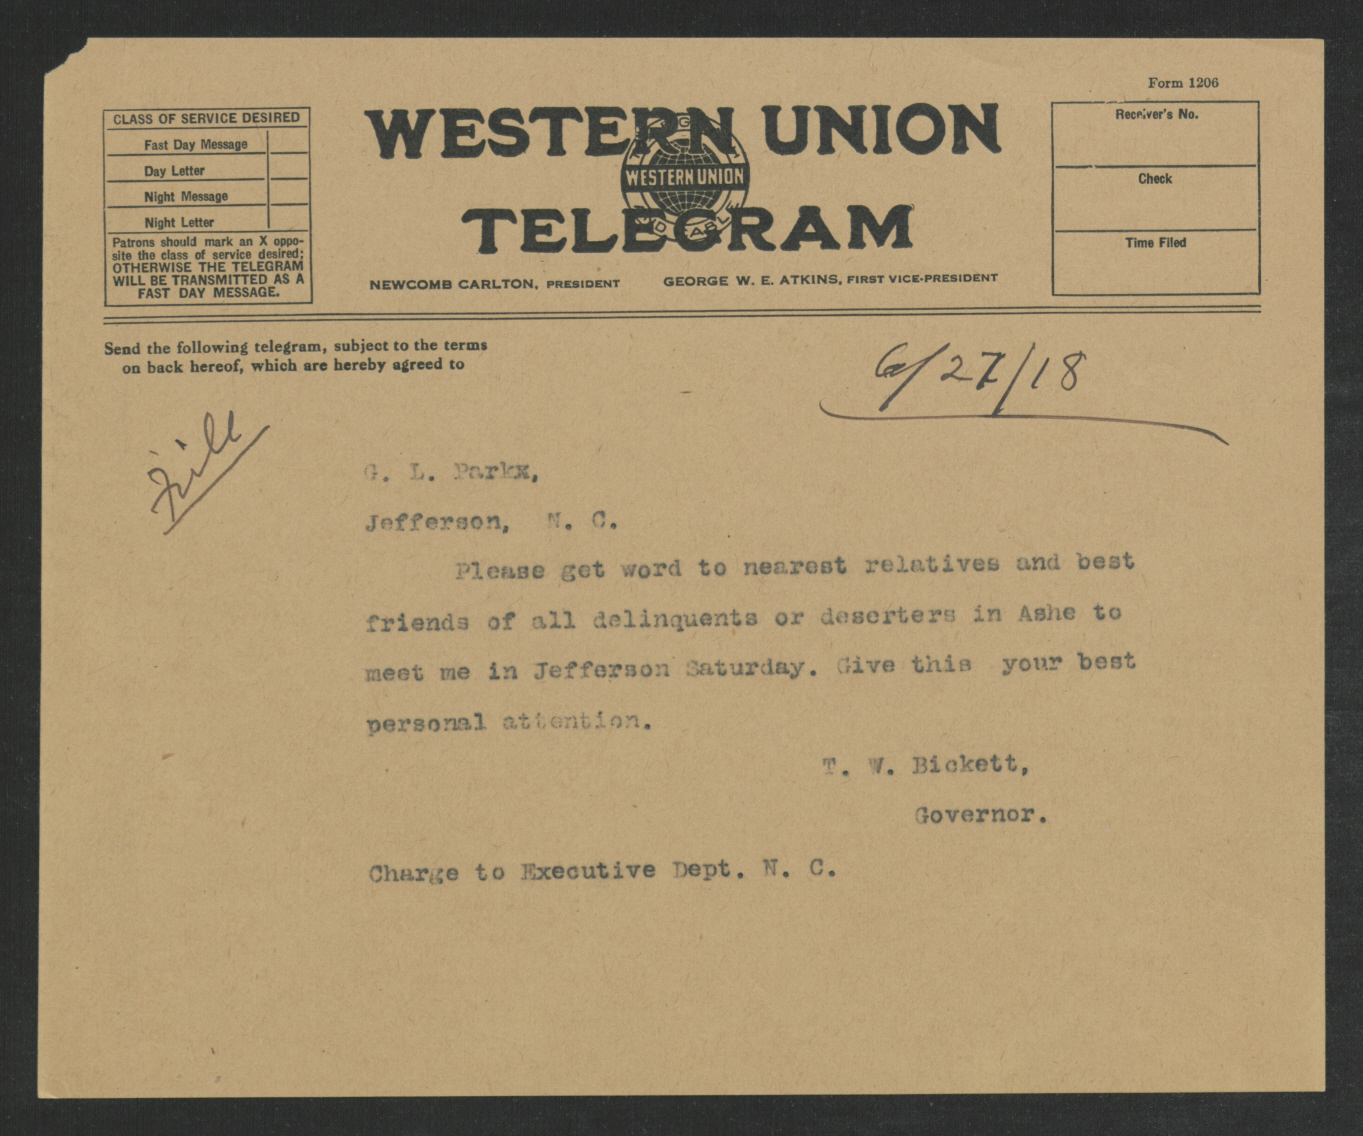 Form 1206
CLASS OF SERVICE DESIRED
Fast Day Message
Day Letter
Night Message
Night Letter
Patrons should mark an X oppo-
site the class of service desired;
OTHERWISE THE TELEGRAM
WILL BE TRANSMITTED AS A
FAST DAY MESSAGE.
WESTERN UNION
WESTERN UNION
TELEGRAM
NEWCOMB CARLTON, PRESIDENT GEORGE W. E. ATKINS, FIRST VICE-PRESIDENT
Receiver's No.
Check
Time Filed
Send the following telegram, subject to the terms
on back hereof, which are hereby agreed to
6/27/18
File
G. L. Parkx,
Jefferson, N. C.
Please get word to nearest relatives and best
friends of all delinquents or deserters in Ashe to
meet me in Jefferson Saturday. Give this your best
personal attention.
T. W. Bickett,
Governor.
Charge to Executive Dept. N. C.